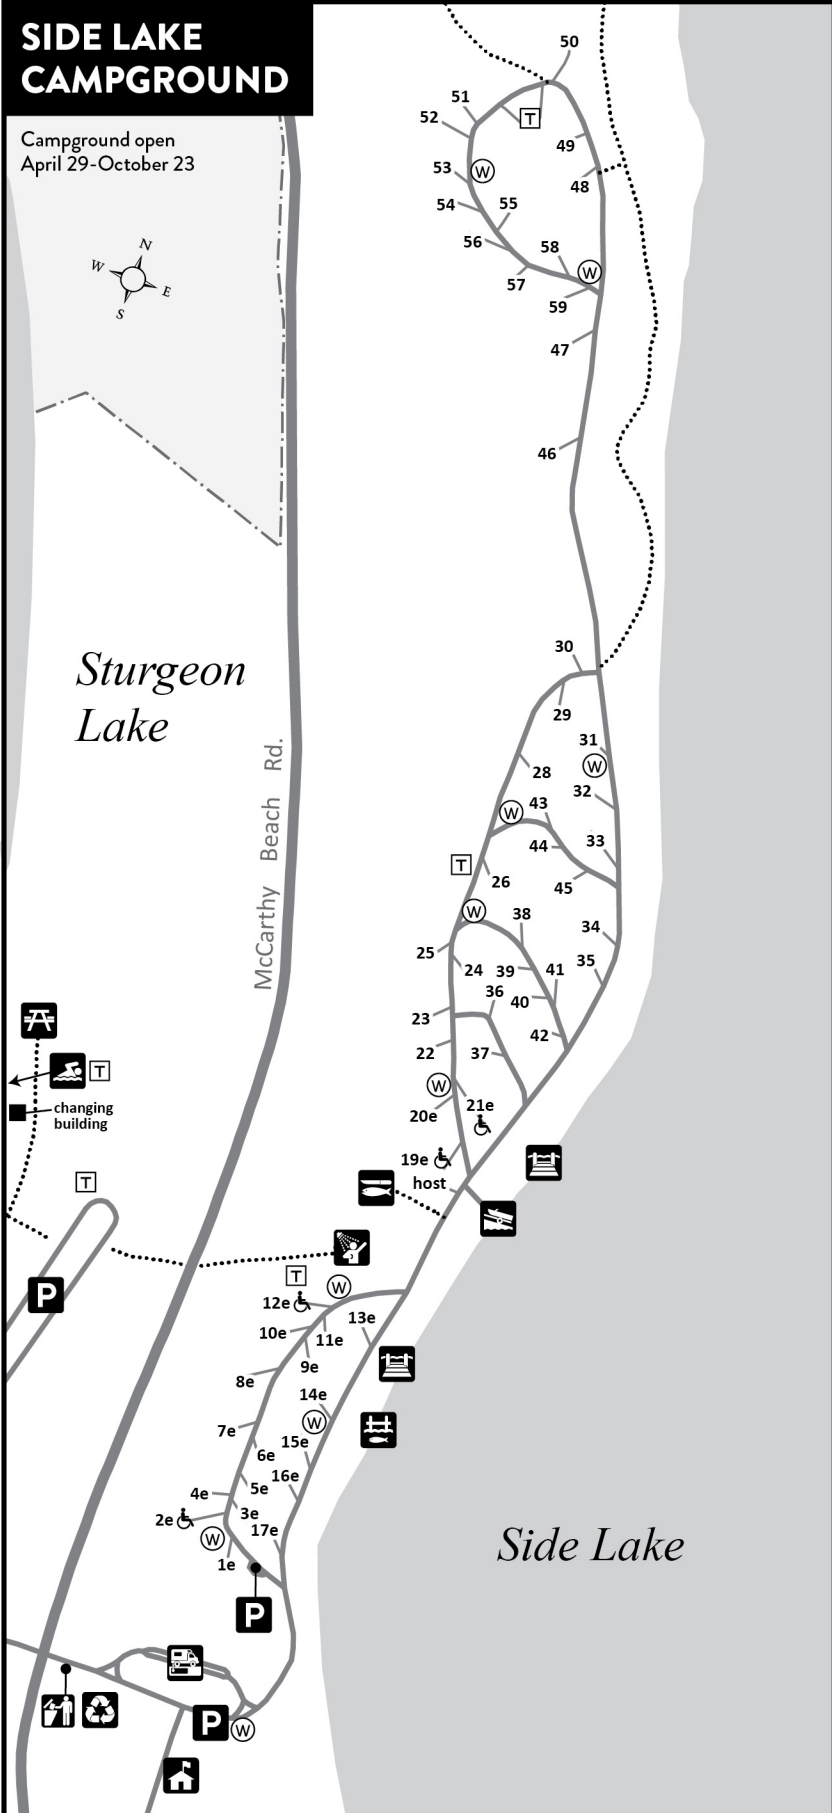 SIDE LAKE
CAMPGROUND
Campground open
April 29-October 23
N
W
E
S
50
51
T
52
49
53
W
48
54
55
56
58
57
W
59
47
46
Sturgeon
Lake
30
29
31
McCarthy Beach Rd.
28
W
32
W
43
44
33
T
26
45
W
38
34
25
24
39
41
35
36
40
23
42
22
37
W
21e
20e
changing
building
T
19e
host
T
P
T
W
12e
13e
10e
11e
9e
8e
14e
7e
W
15e
6e
16e
5e
4e
3e
2e
17e
W
1e
Side Lake
P
P
W